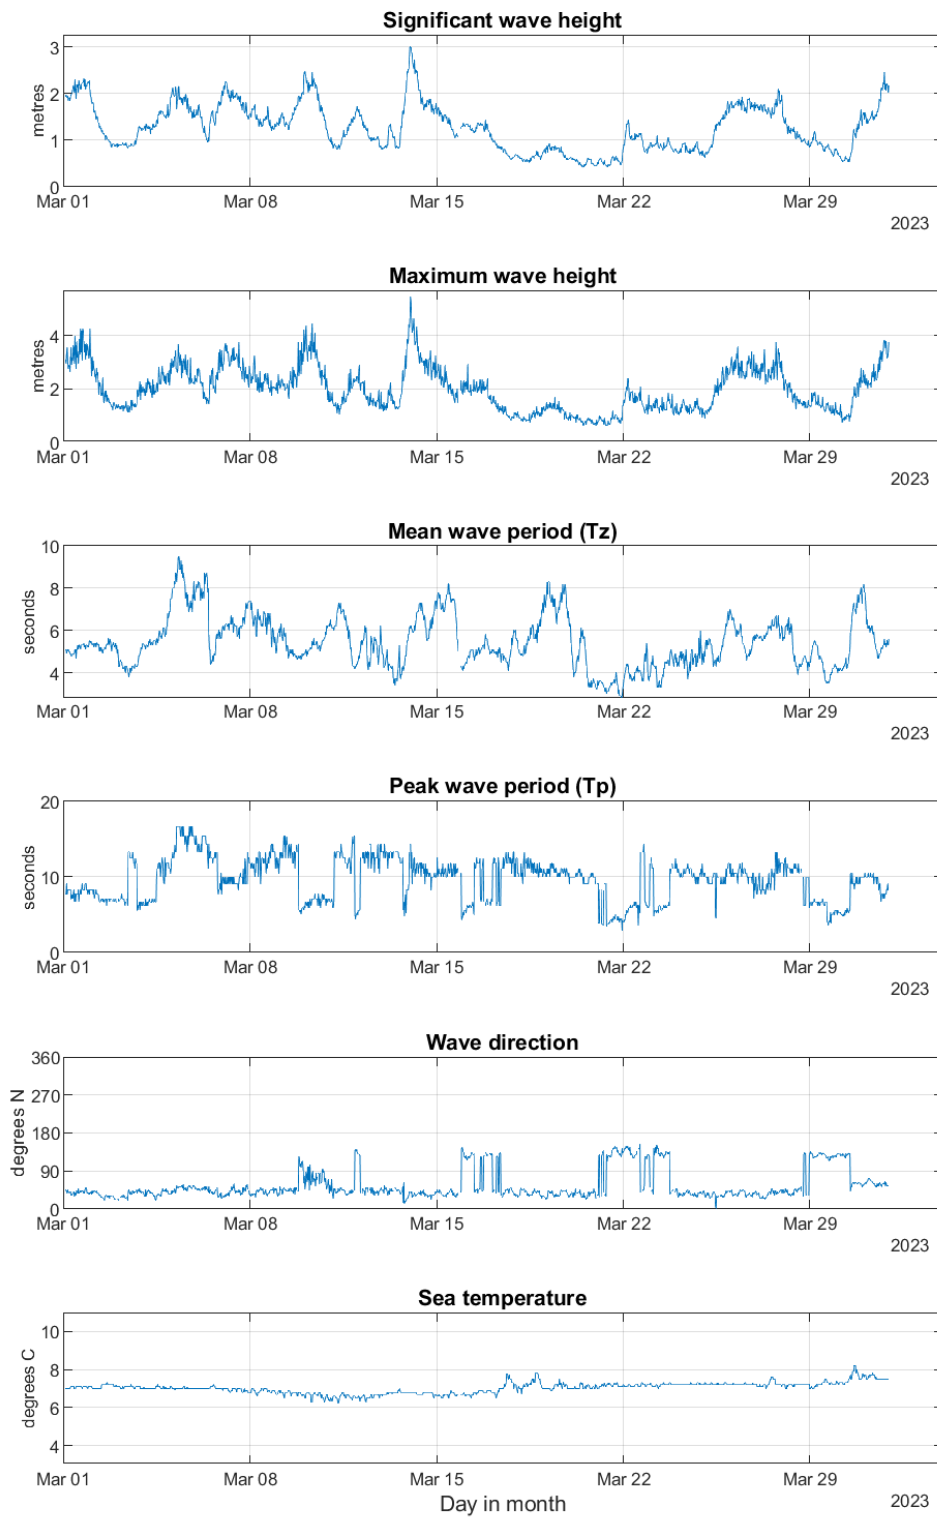 Significant wave height
metres
3
2
1
0
Mar 01 Mar 08 Mar 15 Mar 22 Mar 29
2023
Maximum wave height
metres
4
2
0
Mar 01 Mar 08 Mar 15 Mar 22 Mar 29
2023
Mean wave period (Tz)
seconds
10
8
6
4
Mar 01 Mar 08 Mar 15 Mar 22 Mar 29
2023
Peak wave period (Tp)
seconds
20
10
0
Mar 01 Mar 08 Mar 15 Mar 22 Mar 29
2023
Wave direction
degrees N
360
270
180
90
0
Mar 01 Mar 08 Mar 15 Mar 22 Mar 29
2023
Sea temperature
degrees C
10
8
6
4
Mar 01 Mar 08 Mar 15 Mar 22 Mar 29
Day in month
2023